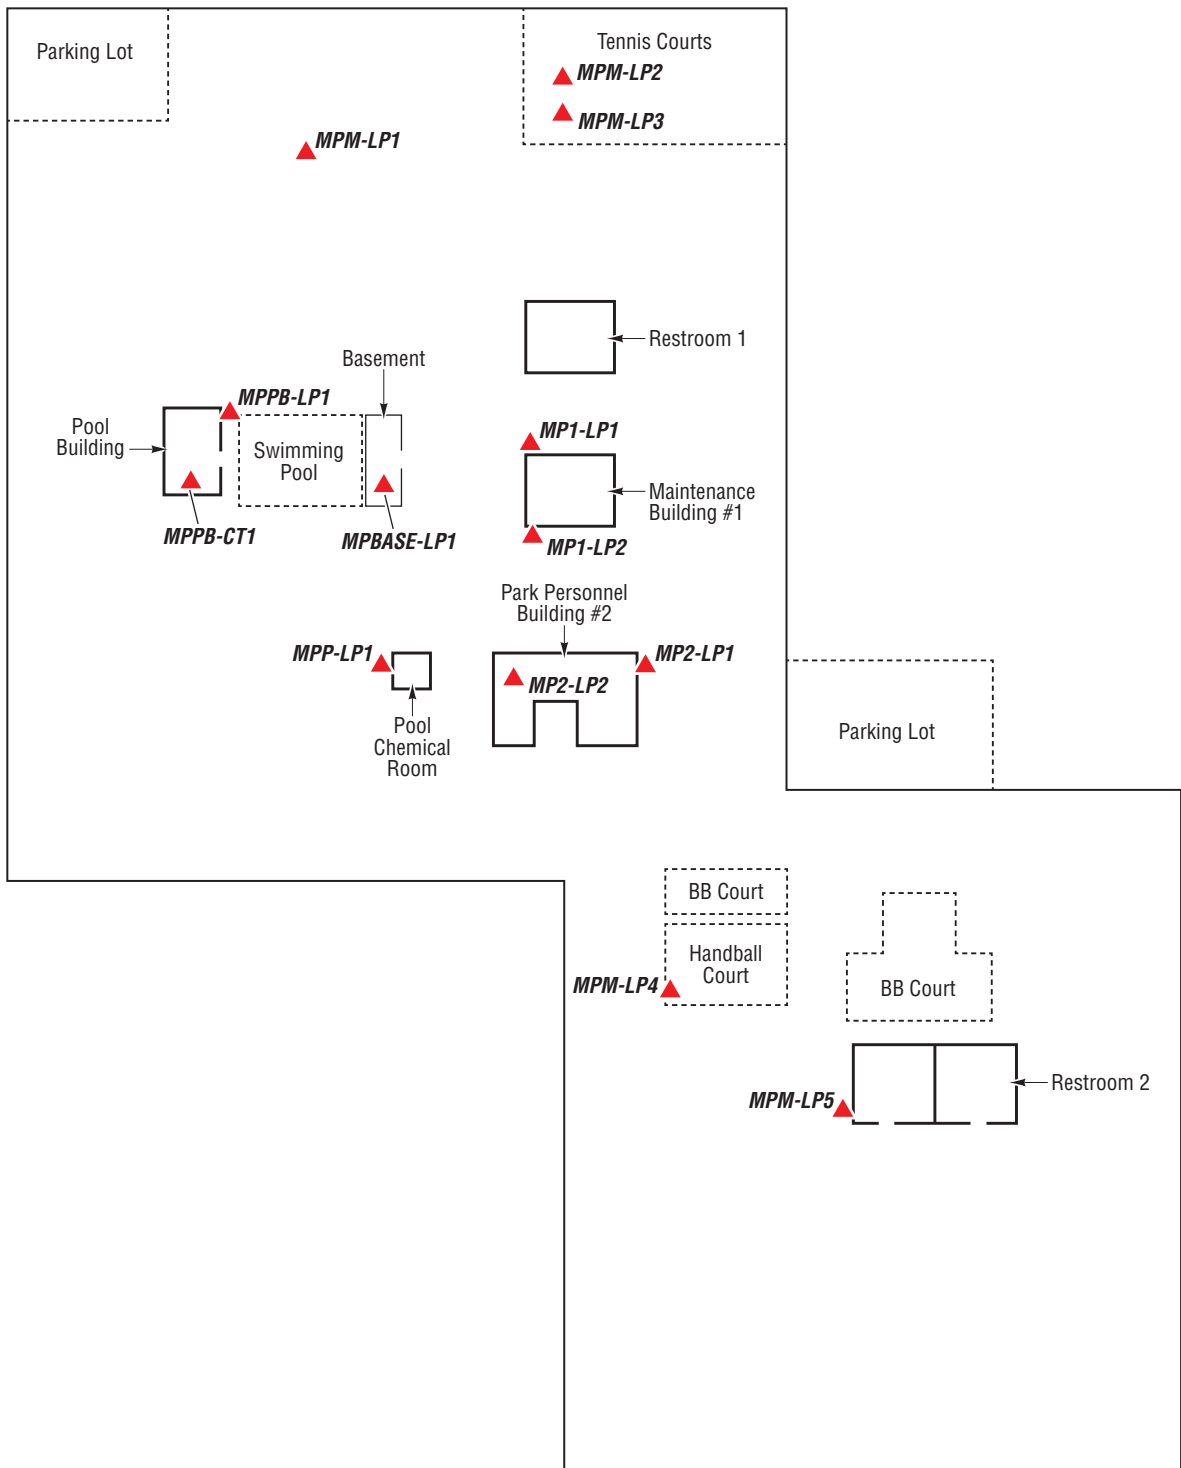 Parking Lot
Tennis Courts
MPM-LP2
MPM-LP3
MPM-LP1
Restroom 1
Basement
MPPB-LP1
Pool
Building
Swimming
Pool
MP1-LP1
Maintenance
Building #1
MPPB-CT1
MPBASE-LP1
MP1-LP2
Park Personnel
Building #2
MPP-LP1
MP2-LP1
MP2-LP2
Pool
Chemical
Room
Parking Lot
BB Court
Handball
Court
MPM-LP4
BB Court
Restroom 2
MPM-LP5